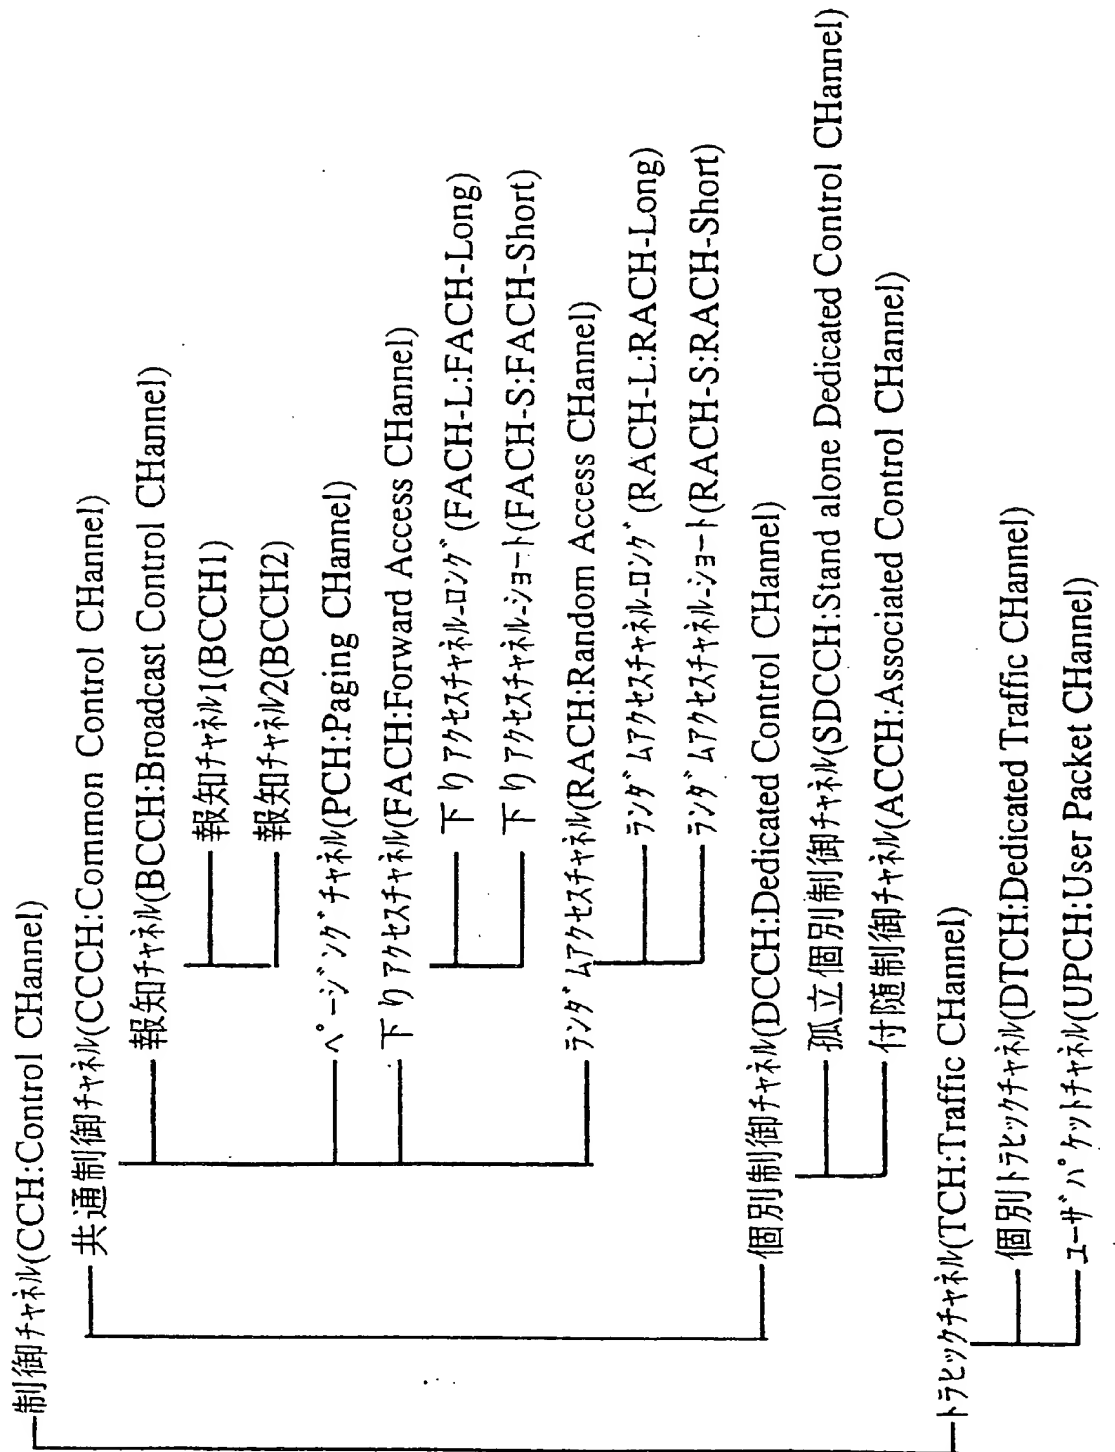 制御ﾁｬﾈﾙ(CCH:Control CHannel)
共通制御ﾁｬﾈﾙ(CCCH:Common Control CHannel)
報知ﾁｬﾈﾙ(BCCH:Broadcast Control CHannel)
報知ﾁｬﾈﾙ1(BCCH1)
報知ﾁｬﾈﾙ2(BCCH2)
ﾍﾟｰｼﾞﾝｸﾞﾁｬﾈﾙ(PCH:Paging CHannel)
下りｱｸｾｽﾁｬﾈﾙ(FACH:Forward Access CHannel)
下りｱｸｾｽﾁｬﾈﾙ-ﾛﾝｸﾞ(FACH-L:FACH-Long)
下りｱｸｾｽﾁｬﾈﾙ-ｼｮｰﾄ(FACH-S:FACH-Short)
ﾗﾝﾀﾞﾑｱｸｾｽﾁｬﾈﾙ(RACH:Random Access CHannel)
ﾗﾝﾀﾞﾑｱｸｾｽﾁｬﾈﾙ-ﾛﾝｸﾞ(RACH-L:RACH-Long)
ﾗﾝﾀﾞﾑｱｸｾｽﾁｬﾈﾙ-ｼｮｰﾄ(RACH-S:RACH-Short)
個別制御ﾁｬﾈﾙ(DCCH:Dedicated Control CHannel)
孤立個別制御ﾁｬﾈﾙ(SDCCH:Stand alone Dedicated Control CHannel)
付随制御ﾁｬﾈﾙ(ACCH:Associated Control CHannel)
ﾄﾗﾋｯｸﾁｬﾈﾙ(TCH:Traffic CHannel)
個別ﾄﾗﾋｯｸﾁｬﾈﾙ(DTCH:Dedicated Traffic CHannel)
ﾕｰｻﾞﾊﾟｹｯﾄﾁｬﾈﾙ(UPCH:User Packet CHannel)